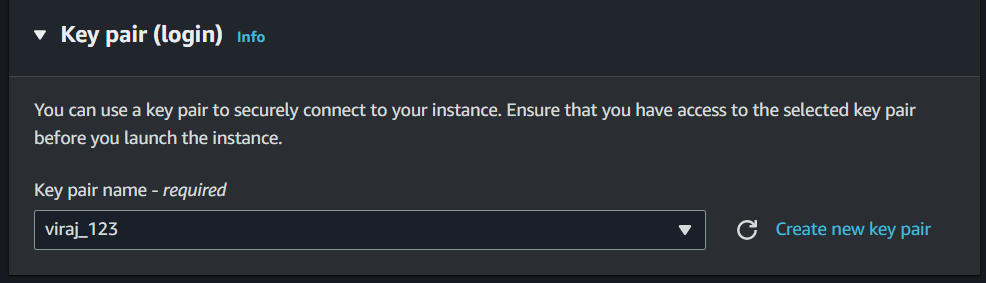 Key pair (login) Info
You can use a key pair to securely connect to your instance. Ensure that you have access to the selected key pair
before you launch the instance.
Key pair name - required
viraj_123
Create new key pair